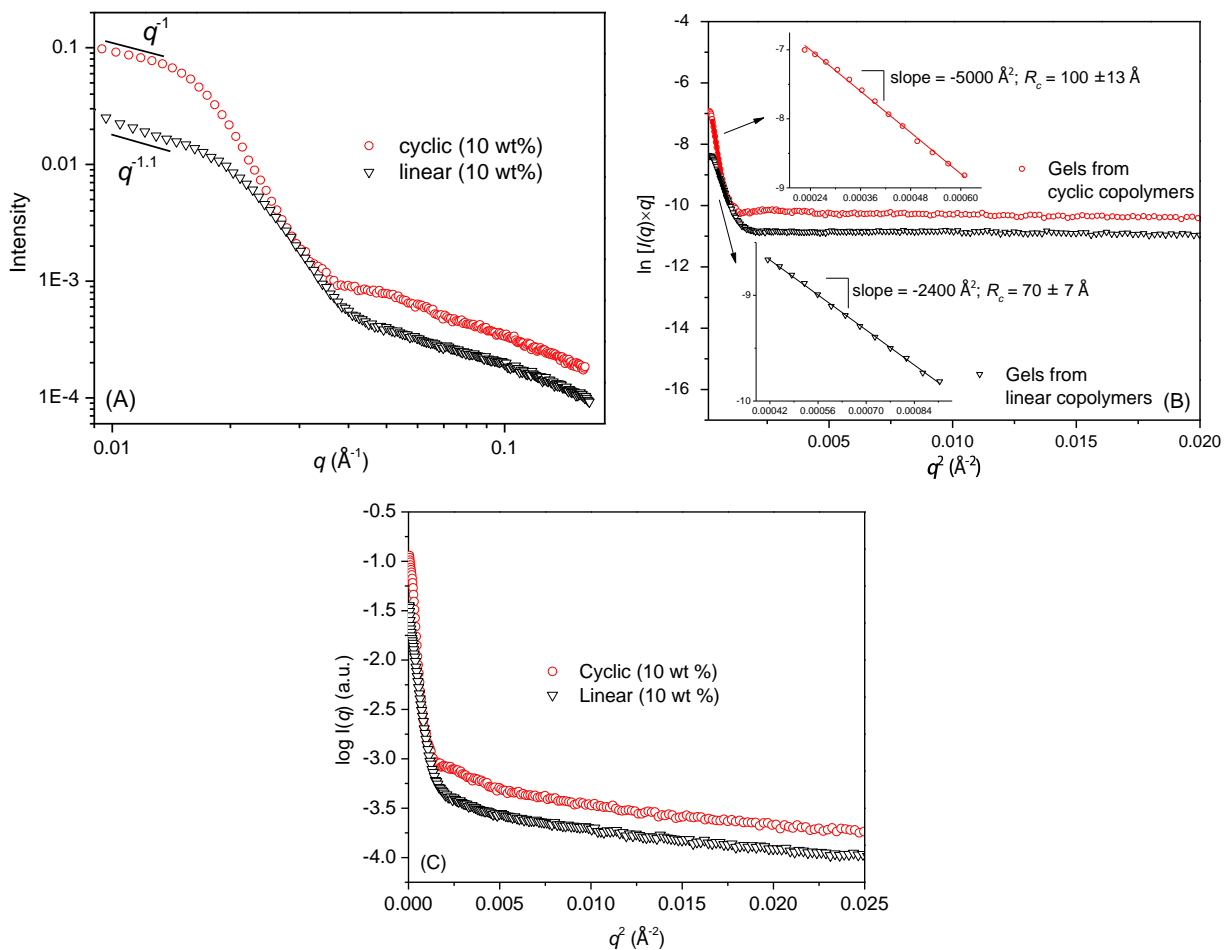 0.1
0.01
1E-3
1E-4
Intensity
q⁻¹
q⁻¹·¹
cyclic (10 wt%)
linear (10 wt%)
(A)
0.01
0.1
q (Å⁻¹)
-4
-6
-8
-10
-12
-14
-16
ln [I(q)×q]
-7
-8
-9
slope = -5000 Å²; R_c = 100 ±13 Å
0.00024
0.00036
0.00048
0.00060
Gels from
cyclic copolymers
-9
-10
slope = -2400 Å²; R_c = 70 ± 7 Å
0.00042
0.00056
0.00070
0.00084
Gels from
linear copolymers
(B)
0.005
0.010
0.015
0.020
q² (Å⁻²)
-0.5
-1.0
-1.5
-2.0
-2.5
-3.0
-3.5
-4.0
log I(q) (a.u.)
Cyclic (10 wt %)
Linear (10 wt %)
(C)
0.000
0.005
0.010
0.015
0.020
0.025
q² (Å⁻²)